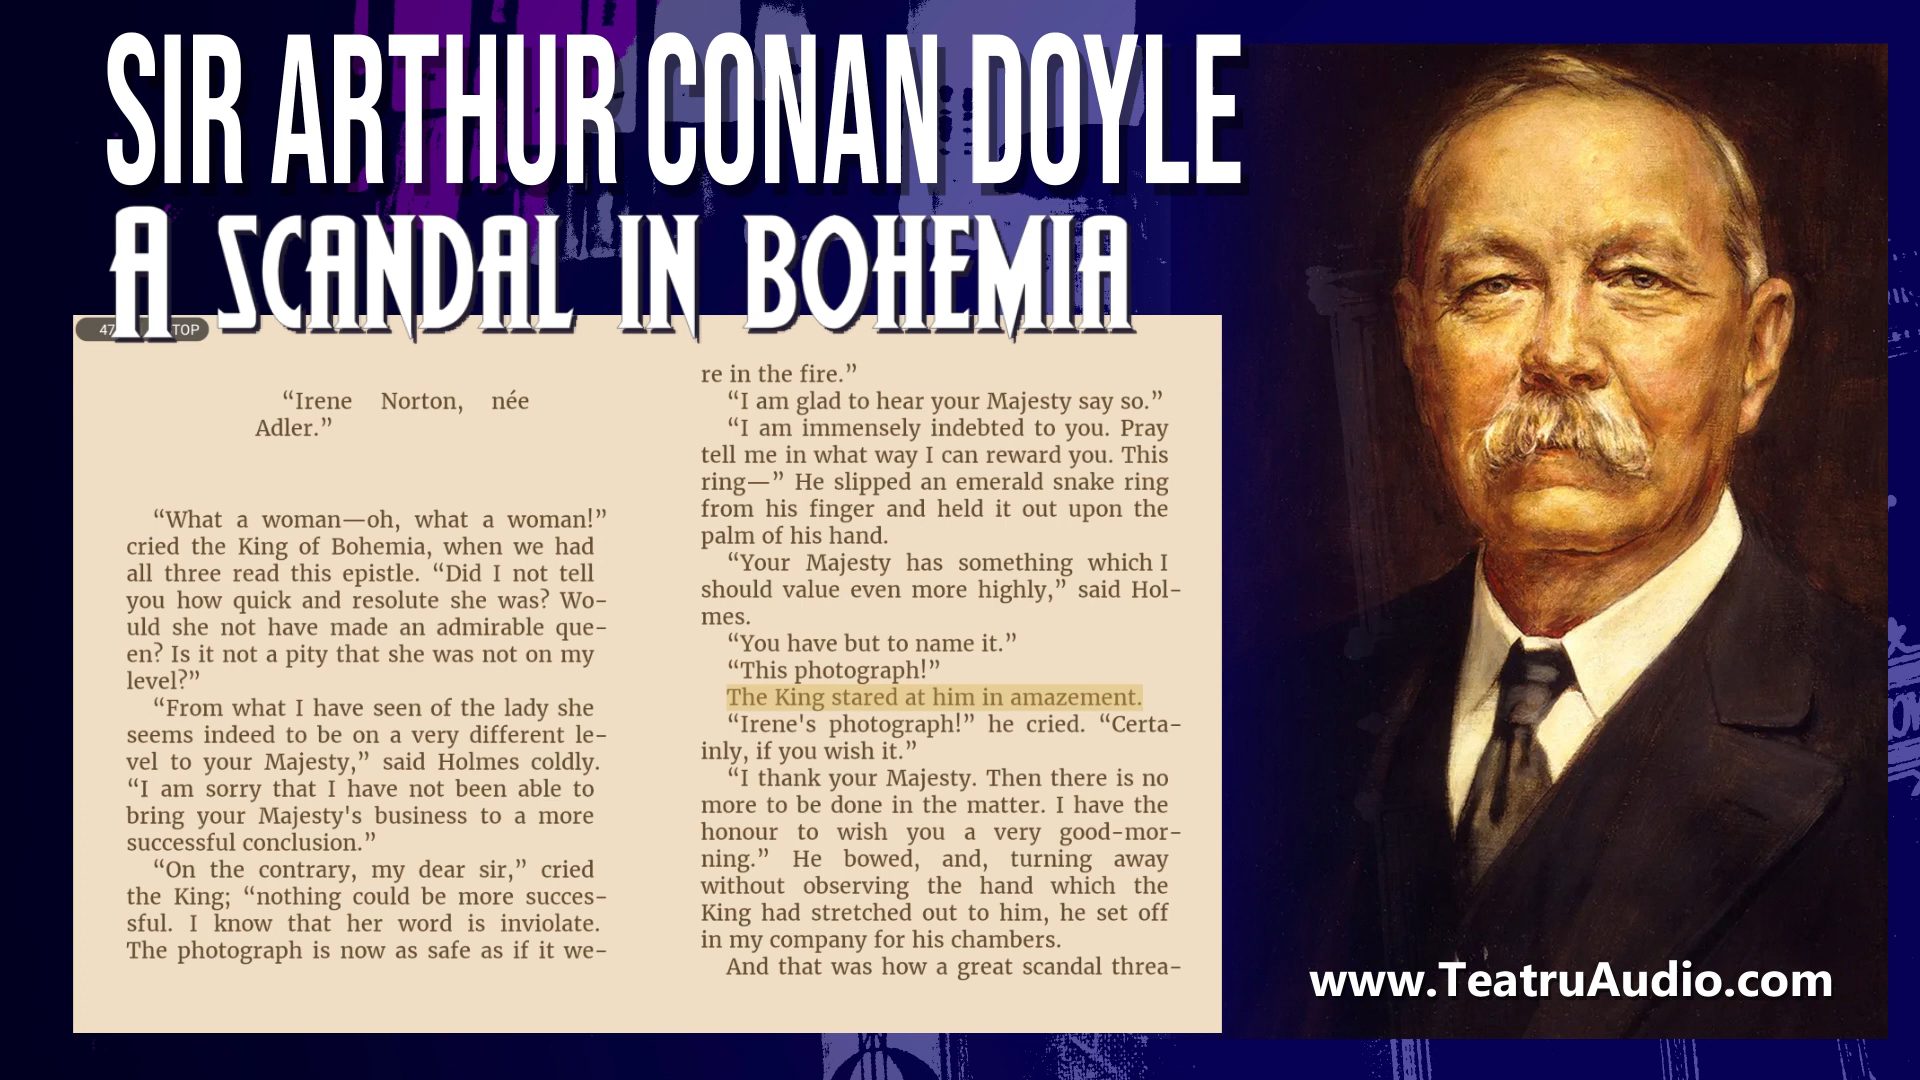 SIR ARTHUR CONAN DOYLE
A SCANDAL IN BOHEMIA
47 TOP
“Irene Norton, née
Adler.”
“What a woman—oh, what a woman!”
cried the King of Bohemia, when we had
all three read this epistle. “Did I not tell
you how quick and resolute she was? Wo-
uld she not have made an admirable que-
en? Is it not a pity that she was not on my
level?”
“From what I have seen of the lady she
seems indeed to be on a very different le-
vel to your Majesty,” said Holmes coldly.
“I am sorry that I have not been able to
bring your Majesty's business to a more
successful conclusion.”
“On the contrary, my dear sir,” cried
the King; “nothing could be more succes-
sful. I know that her word is inviolate.
The photograph is now as safe as if it we-
re in the fire.”
“I am glad to hear your Majesty say so.”
“I am immensely indebted to you. Pray
tell me in what way I can reward you. This
ring—” He slipped an emerald snake ring
from his finger and held it out upon the
palm of his hand.
“Your Majesty has something which I
should value even more highly,” said Hol-
mes.
“You have but to name it.”
“This photograph!”
The King stared at him in amazement.
“Irene's photograph!” he cried. “Certa-
inly, if you wish it.”
“I thank your Majesty. Then there is no
more to be done in the matter. I have the
honour to wish you a very good-mor-
ning.” He bowed, and, turning away
without observing the hand which the
King had stretched out to him, he set off
in my company for his chambers.
And that was how a great scandal threa-
www.TeatruAudio.com